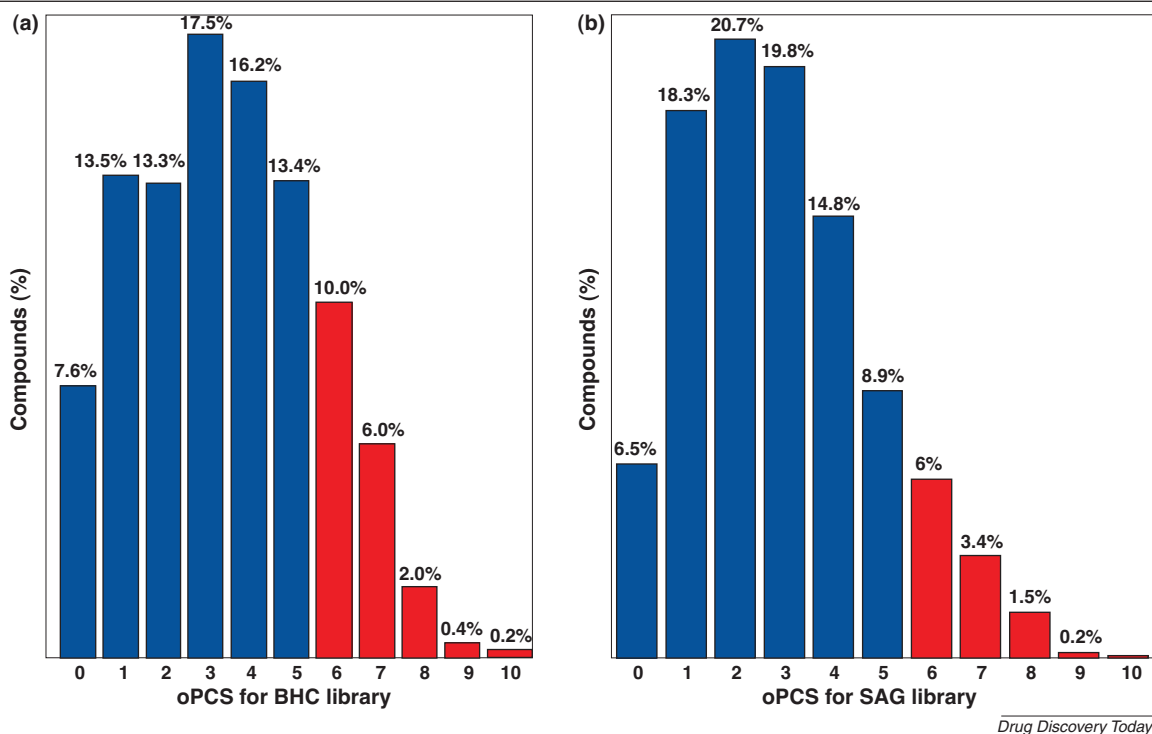 (a)
17.5%
16.2%
13.5% 13.3%
13.4%
10.0%
7.6%
6.0%
2.0%
0.4% 0.2%
Compounds (%)
0 1 2 3 4 5 6 7 8 9 10
oPCS for BHC library
(b)
20.7%
19.8%
18.3%
14.8%
8.9%
6.5%
6%
3.4%
1.5%
0.2%
Compounds (%)
0 1 2 3 4 5 6 7 8 9 10
oPCS for SAG library
Drug Discovery Today